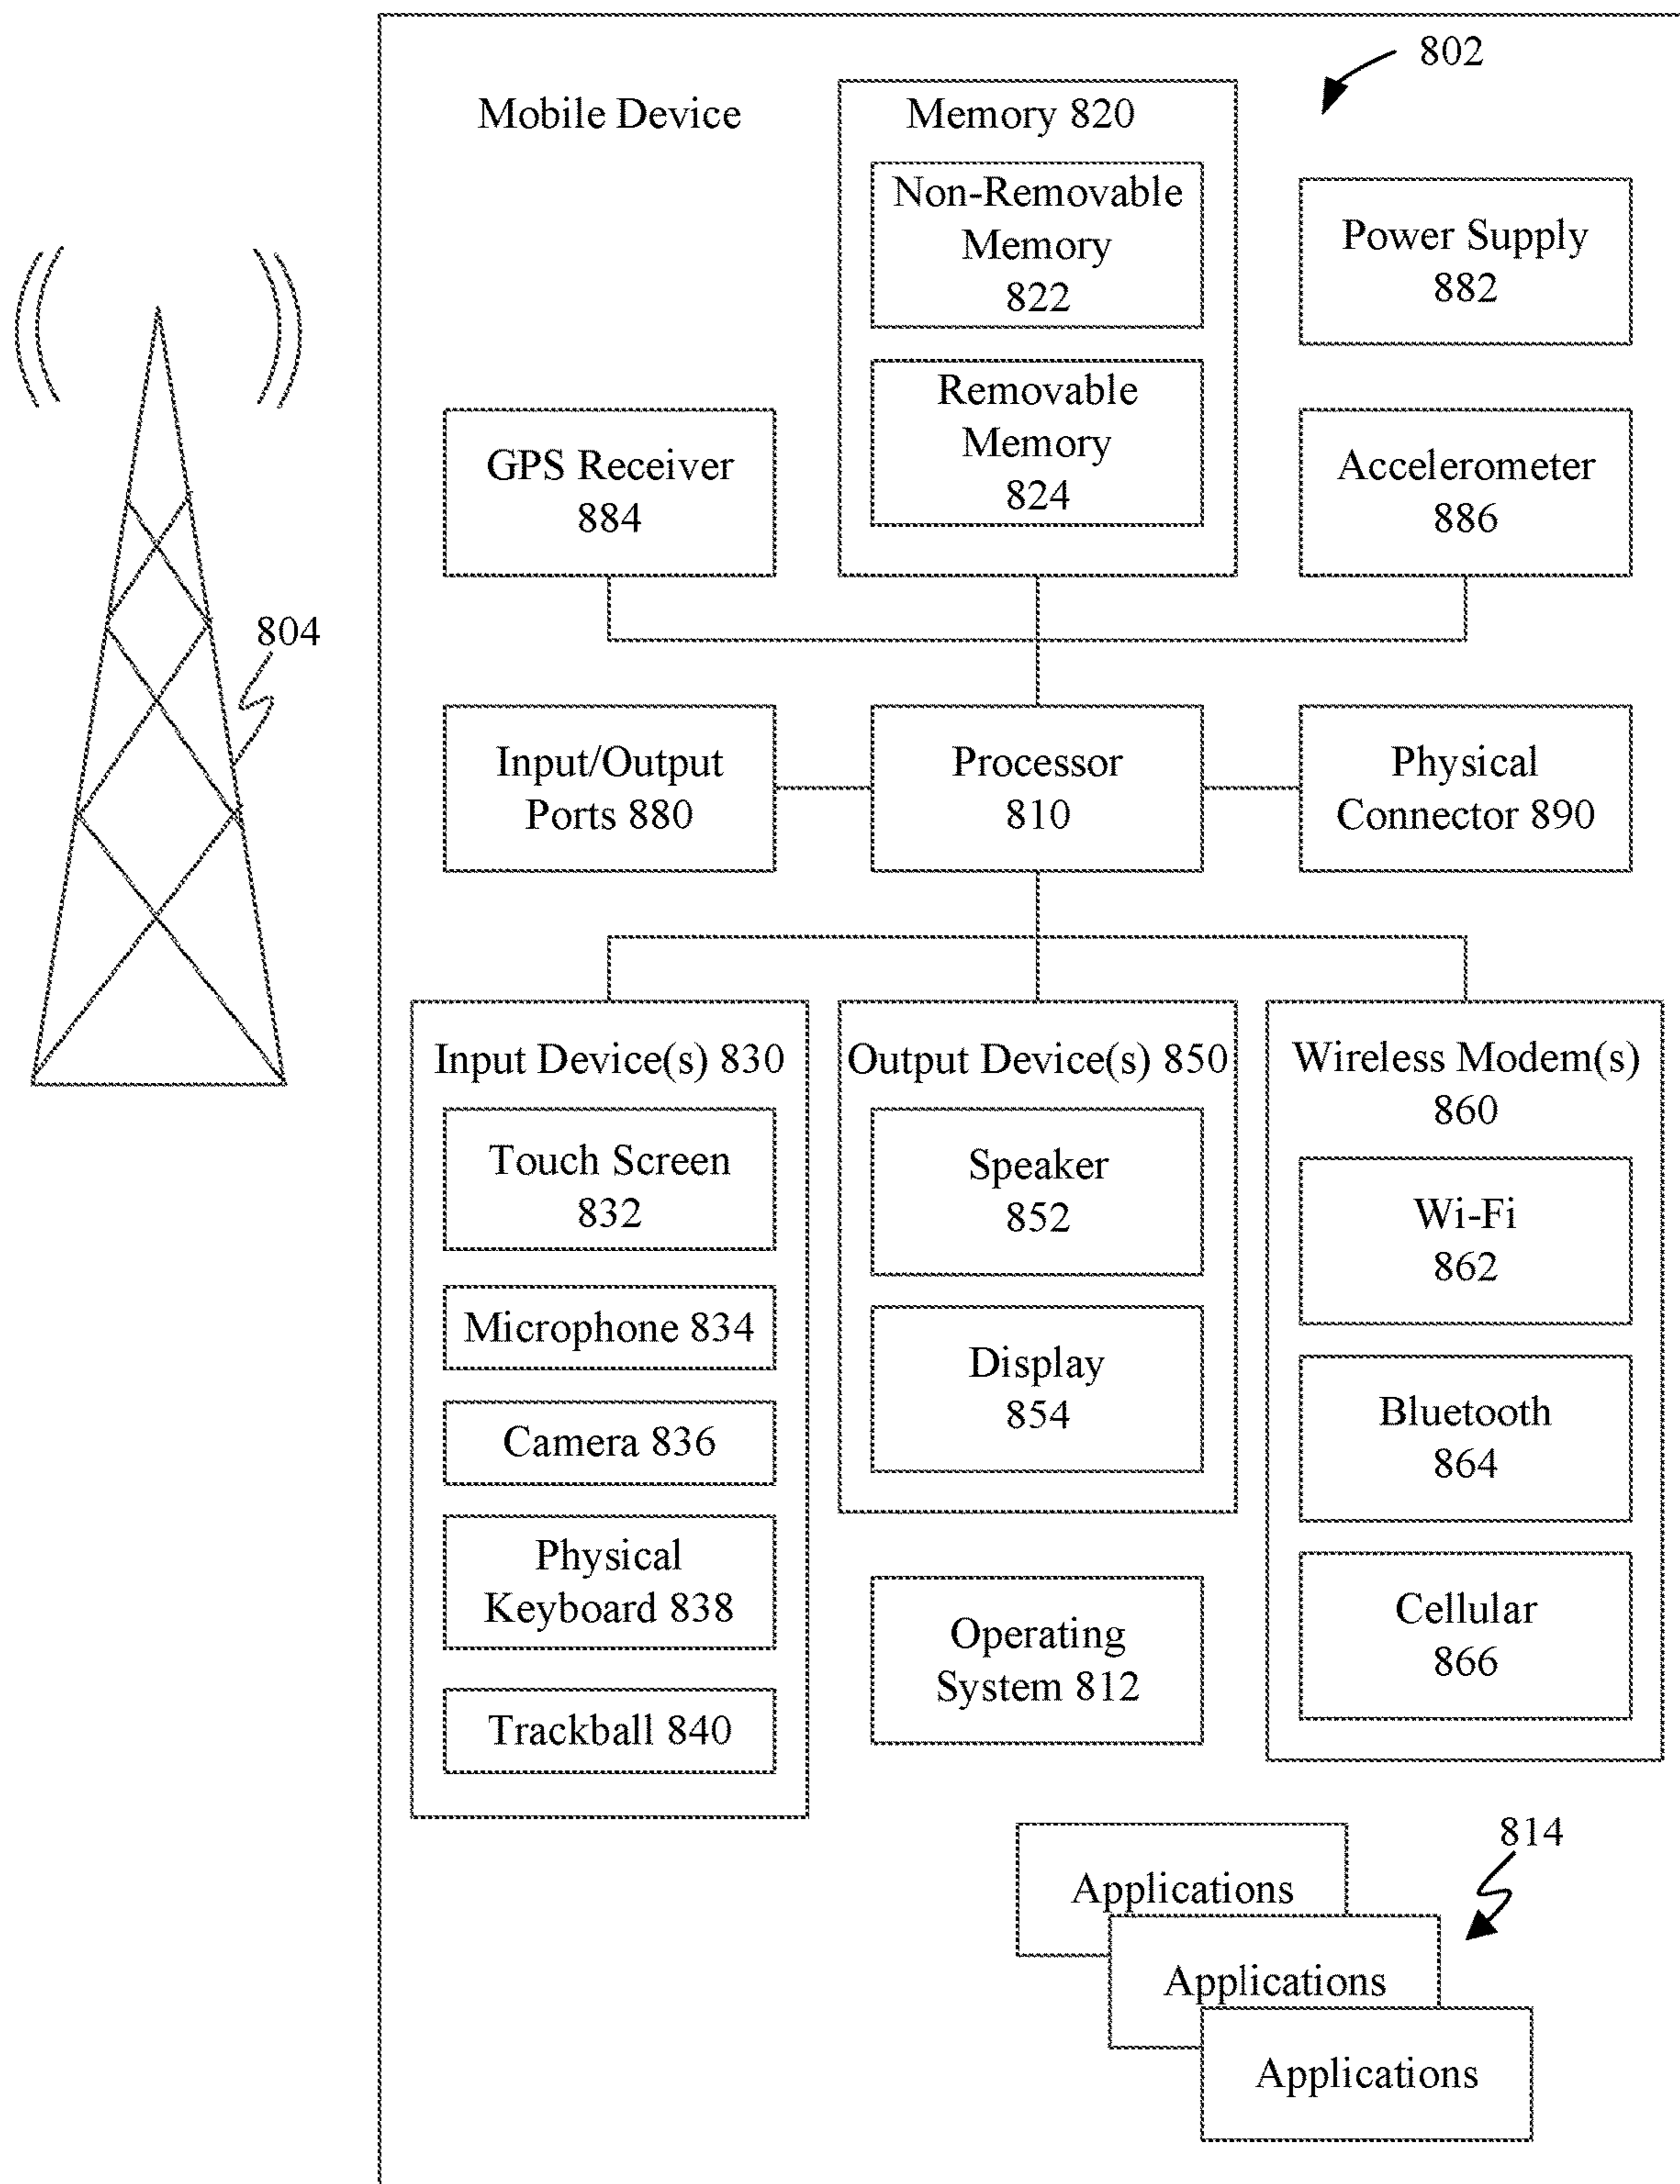 802
Mobile Device
Memory 820
Non-Removable
Memory
822
Power Supply
882
Removable
Memory
824
GPS Receiver
884
Accelerometer
886
804
Input/Output
Ports 880
Processor
810
Physical
Connector 890
Input Device(s) 830
Touch Screen
832
Microphone 834
Camera 836
Physical
Keyboard 838
Trackball 840
Output Device(s) 850
Speaker
852
Display
854
Operating
System 812
Wireless Modem(s)
860
Wi-Fi
862
Bluetooth
864
Cellular
866
814
Applications
Applications
Applications